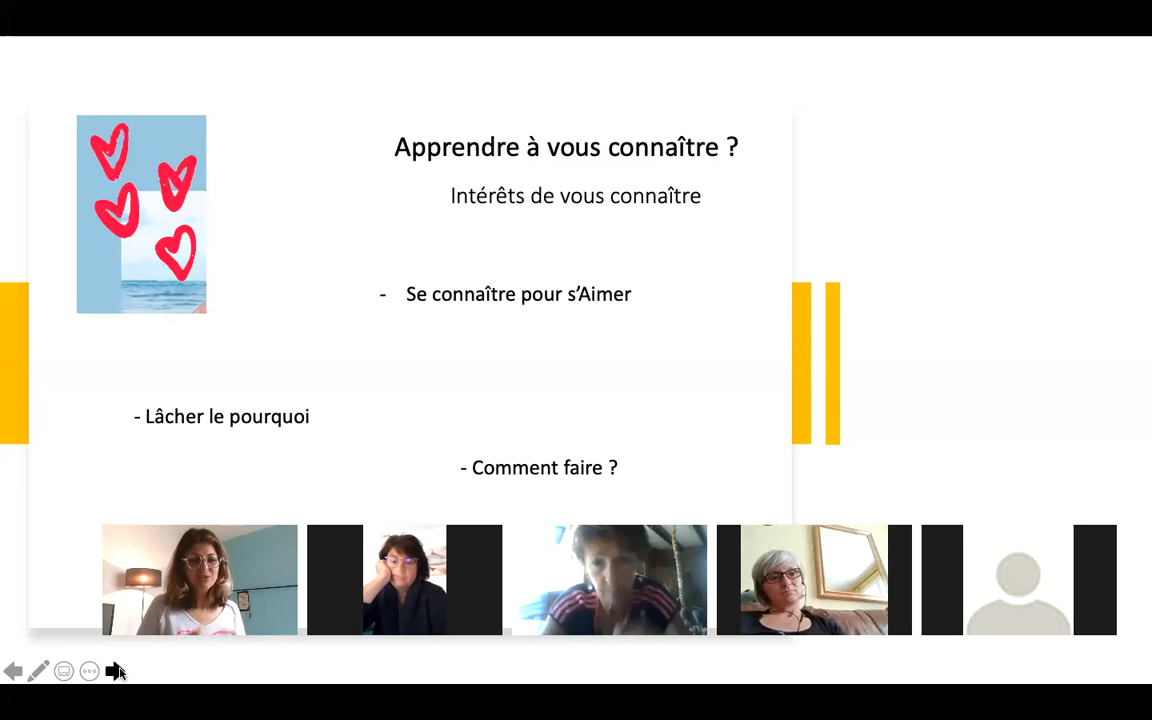 Apprendre à vous connaître ?
Intérêts de vous connaître
- Se connaître pour s’Aimer
- Lâcher le pourquoi
- Comment faire ?